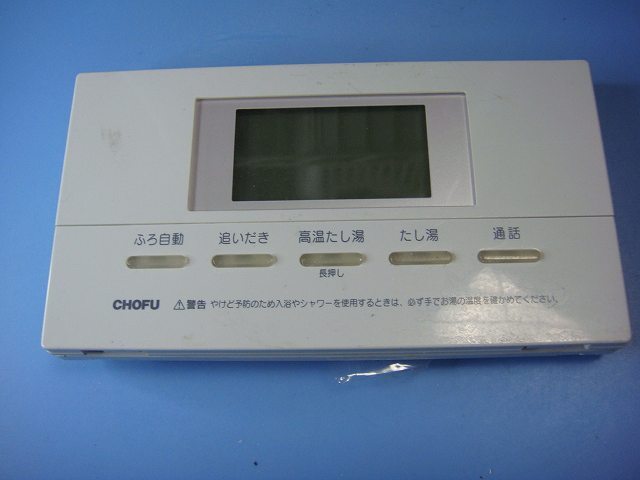 ふろ自動 追いだき 高温たし湯 たし湯 通話
長押し
CHOFU ⚠警告 やけど予防のため入浴やシャワーを使用するときは、必ず手でお湯の温度を確かめてください。